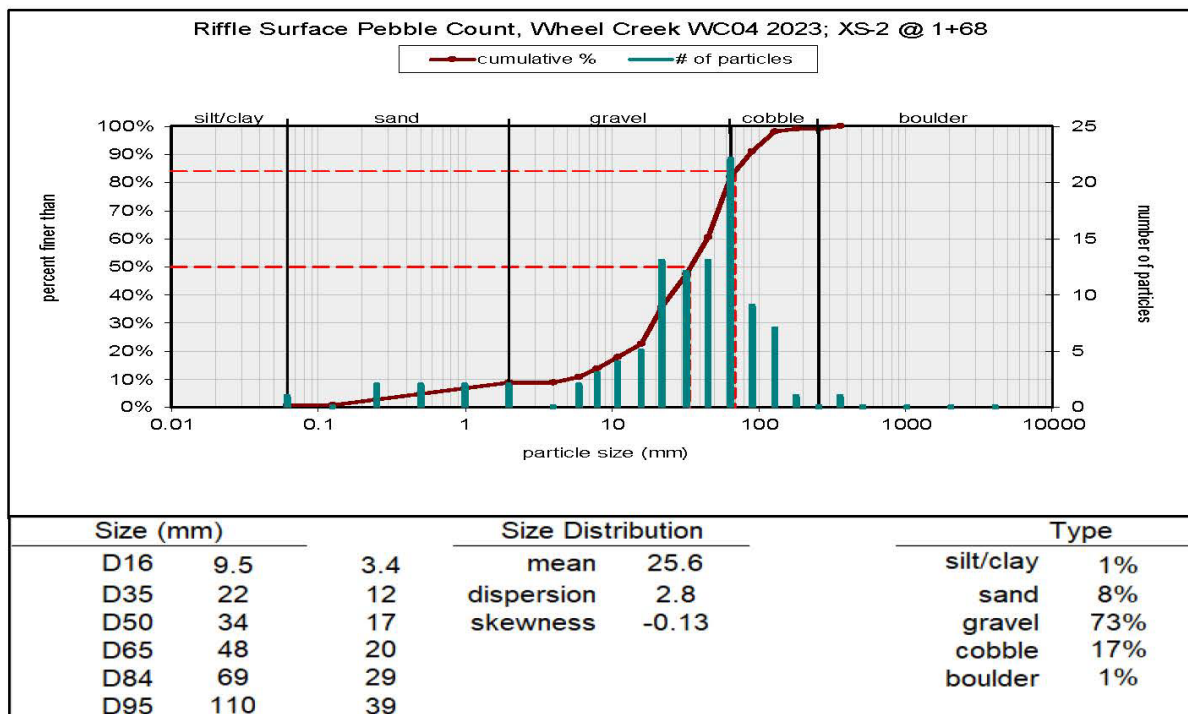 Riffle Surface Pebble Count, Wheel Creek WC04 2023; XS-2 @ 1+68
cumulative % # of particles
silt/clay sand gravel cobble boulder
100% 25
90%
80% 20
70%
60% 15
50%
40% 10
30%
20% 5
10%
0% 0
percent finer than
number of particles
0.01 0.1 1 10 100 1000 10000
particle size (mm)
Size (mm) Size Distribution Type
D16 9.5 3.4 mean 25.6 silt/clay 1%
D35 22 12 dispersion 2.8 sand 8%
D50 34 17 skewness -0.13 gravel 73%
D65 48 20 cobble 17%
D84 69 29 boulder 1%
D95 110 39